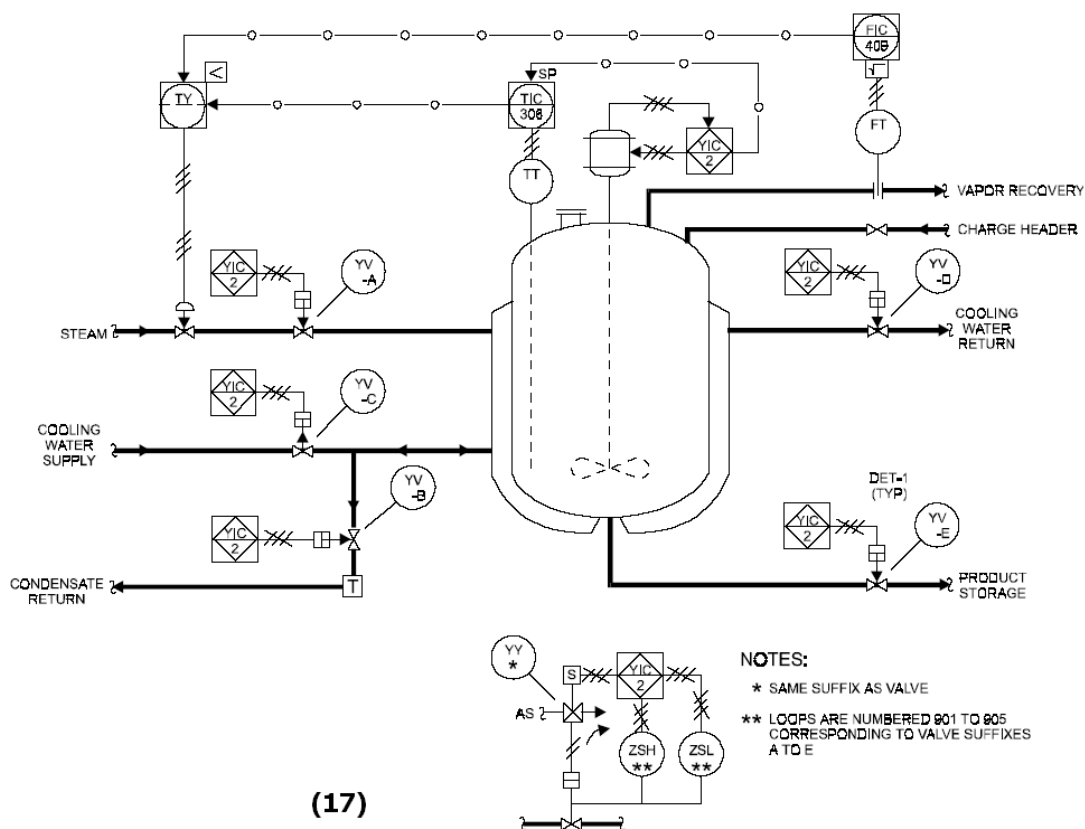 FIC
408
√
<
TY
SP
TIC
306
YIC
2
FT
TT
VAPOR RECOVERY
CHARGE HEADER
YIC
2
YV
-A
YIC
2
YV
-D
STEAM
COOLING
WATER
RETURN
YIC
2
YV
-C
COOLING
WATER
SUPPLY
YV
-B
DET-1
(TYP)
YIC
2
YIC
2
YV
-E
CONDENSATE
RETURN
T
PRODUCT
STORAGE
YY
*
S
YIC
2
AS
ZSH
**
ZSL
**
NOTES:
* SAME SUFFIX AS VALVE
** LOOPS ARE NUMBERED 901 TO 905
CORRESPONDING TO VALVE SUFFIXES
A TO E
(17)